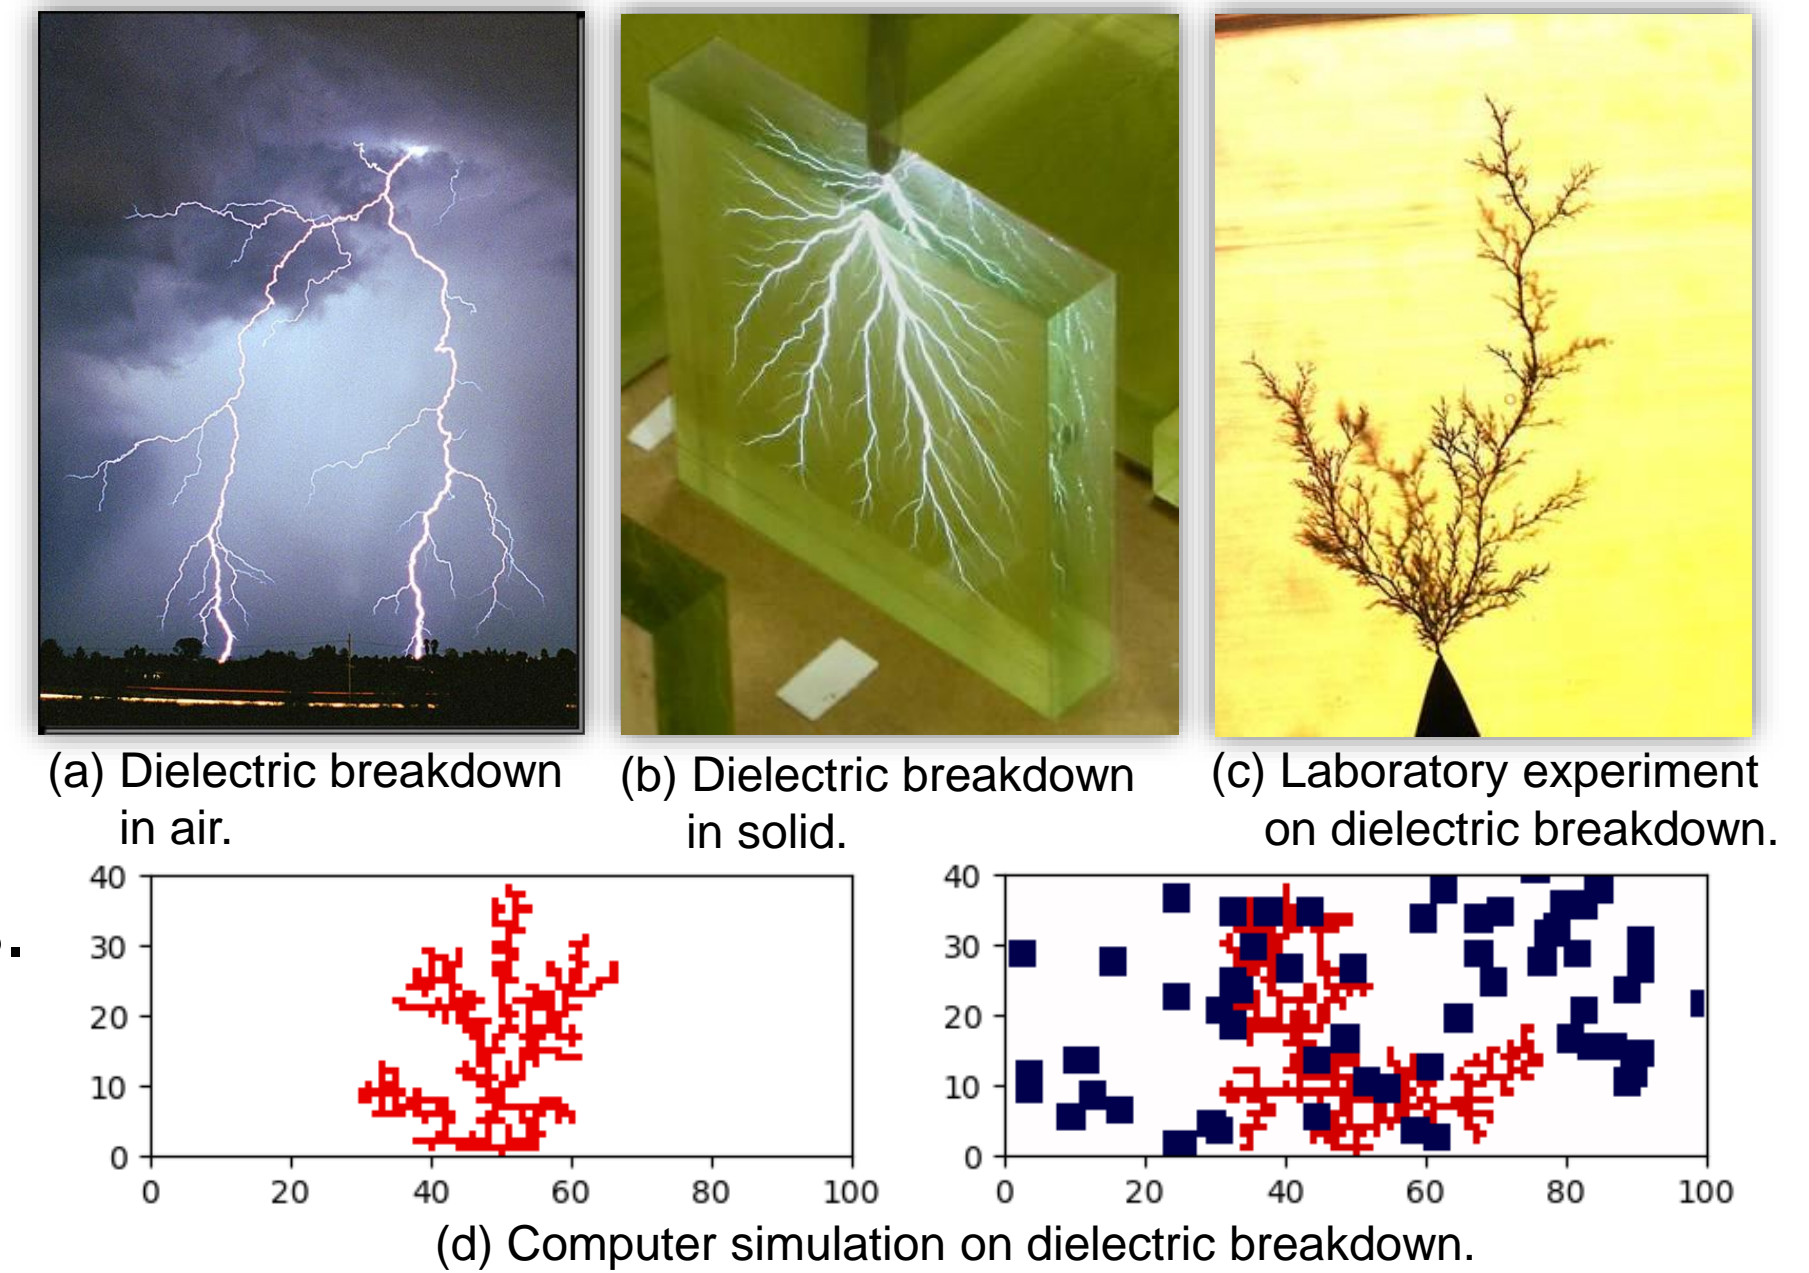 (a) Dielectric breakdown
in air.
(b) Dielectric breakdown
in solid.
(c) Laboratory experiment
on dielectric breakdown.
.
40
30
20
10
0
0 20 40 60 80 100
40
30
20
10
0
0 20 40 60 80 100
(d) Computer simulation on dielectric breakdown.